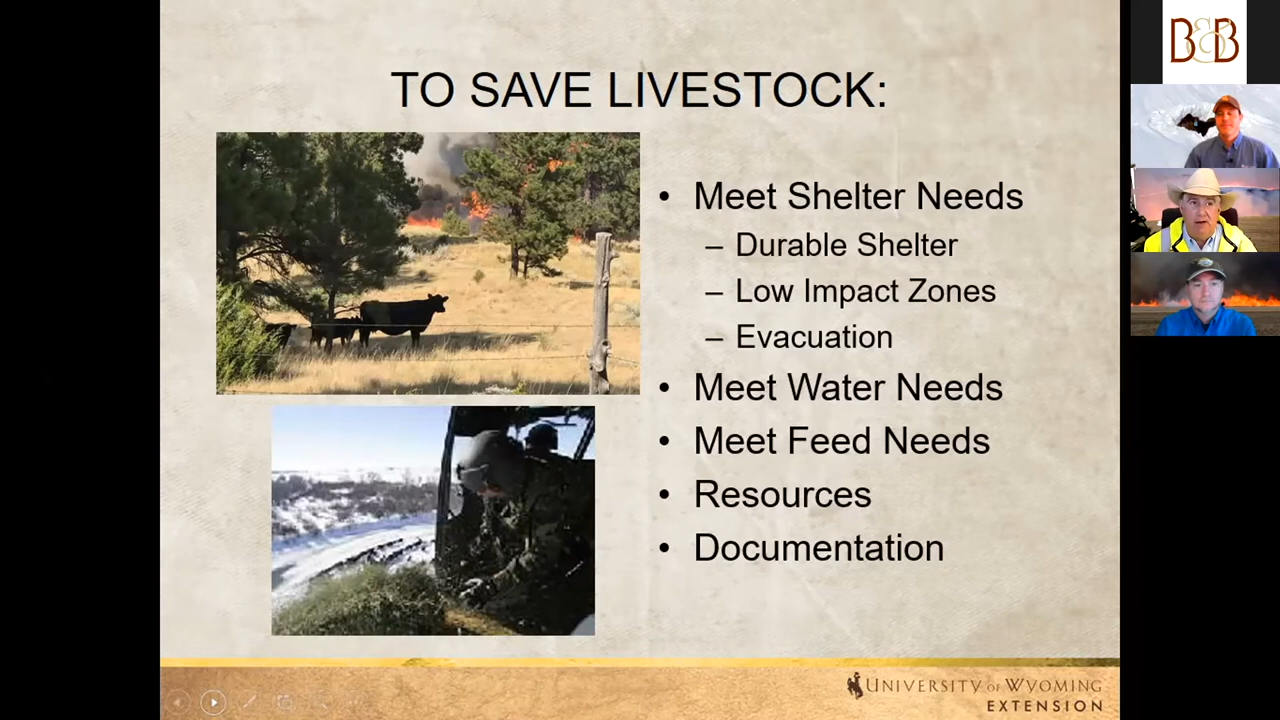 TO SAVE LIVESTOCK:
• Meet Shelter Needs
– Durable Shelter
– Low Impact Zones
– Evacuation
• Meet Water Needs
• Meet Feed Needs
• Resources
• Documentation
UNIVERSITY OF WYOMING
EXTENSION
B&B